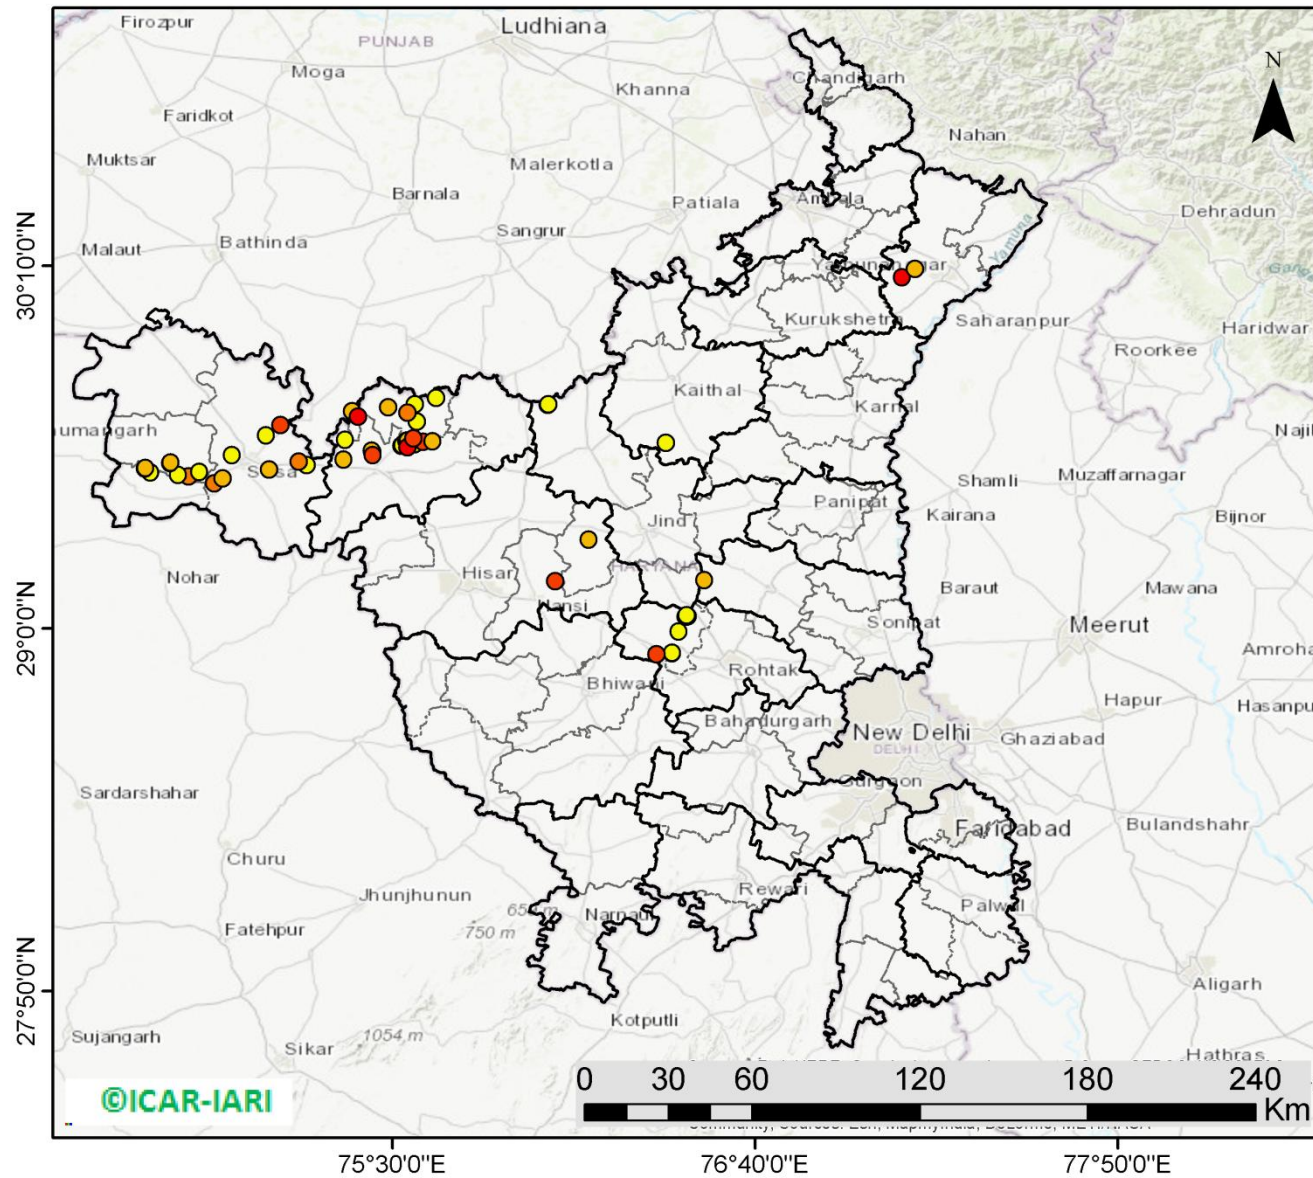 Firozpur
Ludhiana
PUNJAB
Moga
Chandigarh
Khanna
N
Faridkot
Nahan
Muktsar
Malerkotla
Barnala
Patiala
Ambala
Dehradun
Sangrur
Yamuna
Malaut
Bathinda
Yamunanagar
30°10'0"N
Kurukshetra
Saharanpur
Haridwar
Roorkee
Kaithal
Karnal
umangarh
Sirsa
Najil
Muzaffarnagar
Shamli
Panipat
Kairana
Bijnor
Jind
HARYANA
Nohar
Hisar
Baraut
Mawana
Hansi
Sonipat
Meerut
29°0'0"N
Amroha
Rohtak
Bhiwani
Hapur
Hasanpu
Bahadurgarh
New Delhi
DELHI
Ghaziabad
Gurgaon
Sardarshahar
Faridabad
Bulandshahr
Churu
Jhunjhunun
Rewari
Narnaul
Palwal
750 m
Fatehpur
Aligarh
27°50'0"N
Kotputli
Sujangarh
1054 m
Sikar
Hathras
0 30 60 120 180 240
Km
©ICAR-IARI
75°30'0"E 76°40'0"E 77°50'0"E